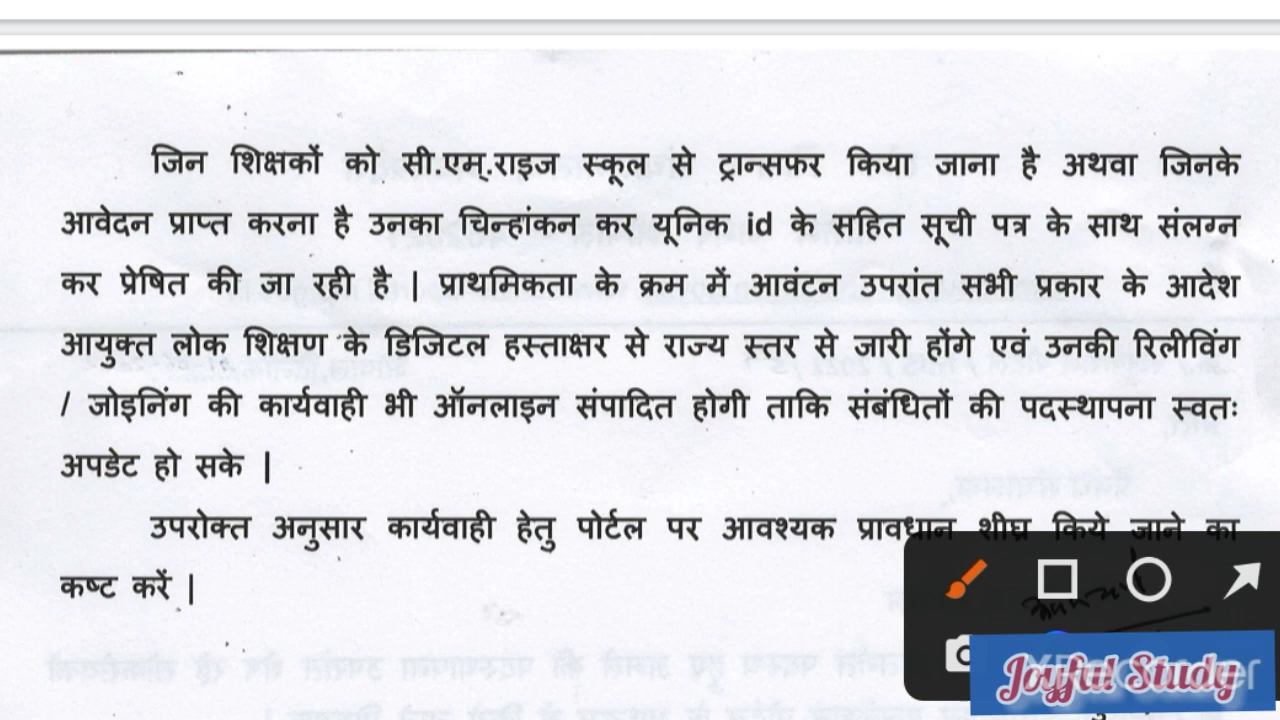 जिन शिक्षकों को सी.एम्.राइज स्कूल से ट्रान्सफर किया जाना है अथवा जिनके
आवेदन प्राप्त करना है उनका चिन्हांकन कर यूनिक id के सहित सूची पत्र के साथ संलग्न
कर प्रेषित की जा रही है | प्राथमिकता के क्रम में आवंटन उपरांत सभी प्रकार के आदेश
आयुक्त लोक शिक्षण के डिजिटल हस्ताक्षर से राज्य स्तर से जारी होंगे एवं उनकी रिलीविंग
/ जोइनिंग की कार्यवाही भी ऑनलाइन संपादित होगी ताकि संबंधितों की पदस्थापना स्वतः
अपडेट हो सके |
उपरोक्त अनुसार कार्यवाही हेतु पोर्टल पर आवश्यक प्रावधान शीघ्र किये जाने का
कष्ट करें |
Joyful Study